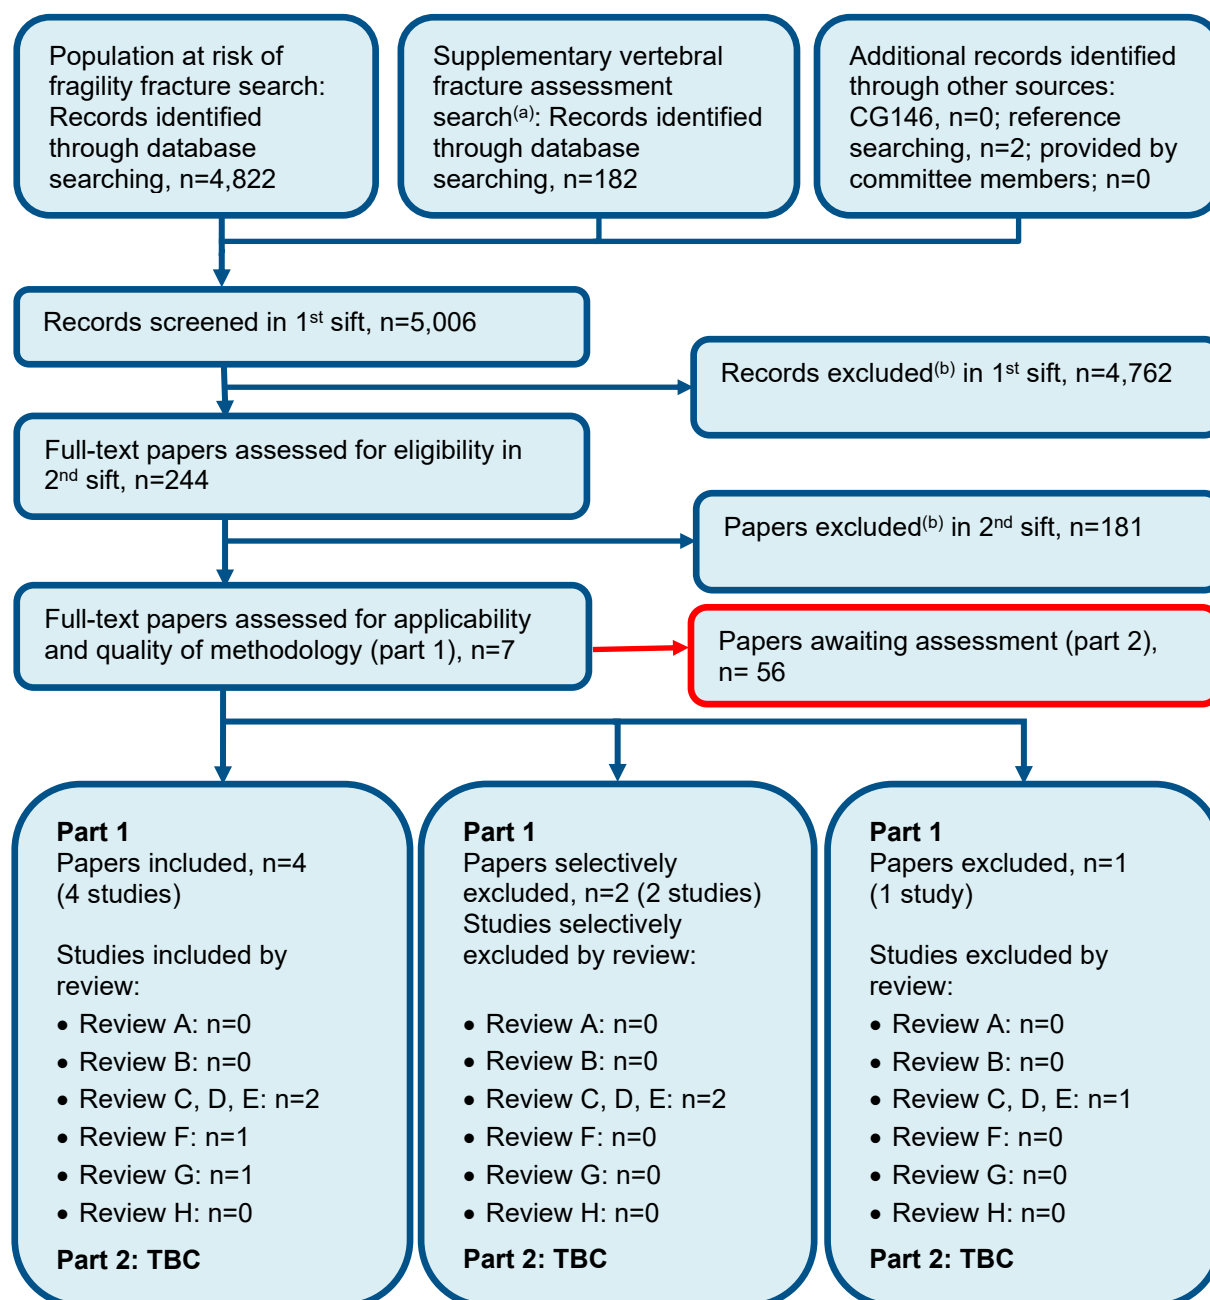 Population at risk of
fragility fracture search:
Records identified
through database
searching, n=4,822
Supplementary vertebral
fracture assessment
search(a): Records identified
through database
searching, n=182
Additional records identified
through other sources:
CG146, n=0; reference
searching, n=2; provided by
committee members; n=0
Records screened in 1st sift, n=5,006
Records excluded(b) in 1st sift, n=4,762
Full-text papers assessed for eligibility in
2nd sift, n=244
Papers excluded(b) in 2nd sift, n=181
Full-text papers assessed for applicability
and quality of methodology (part 1), n=7
Papers awaiting assessment (part 2),
n= 56
Part 1
Papers included, n=4
(4 studies)
Studies included by
review:
• Review A: n=0
• Review B: n=0
• Review C, D, E: n=2
• Review F: n=1
• Review G: n=1
• Review H: n=0
Part 2: TBC
Part 1
Papers selectively
excluded, n=2 (2 studies)
Studies selectively
excluded by review:
• Review A: n=0
• Review B: n=0
• Review C, D, E: n=2
• Review F: n=0
• Review G: n=0
• Review H: n=0
Part 2: TBC
Part 1
Papers excluded, n=1
(1 study)
Studies excluded by
review:
• Review A: n=0
• Review B: n=0
• Review C, D, E: n=1
• Review F: n=0
• Review G: n=0
• Review H: n=0
Part 2: TBC